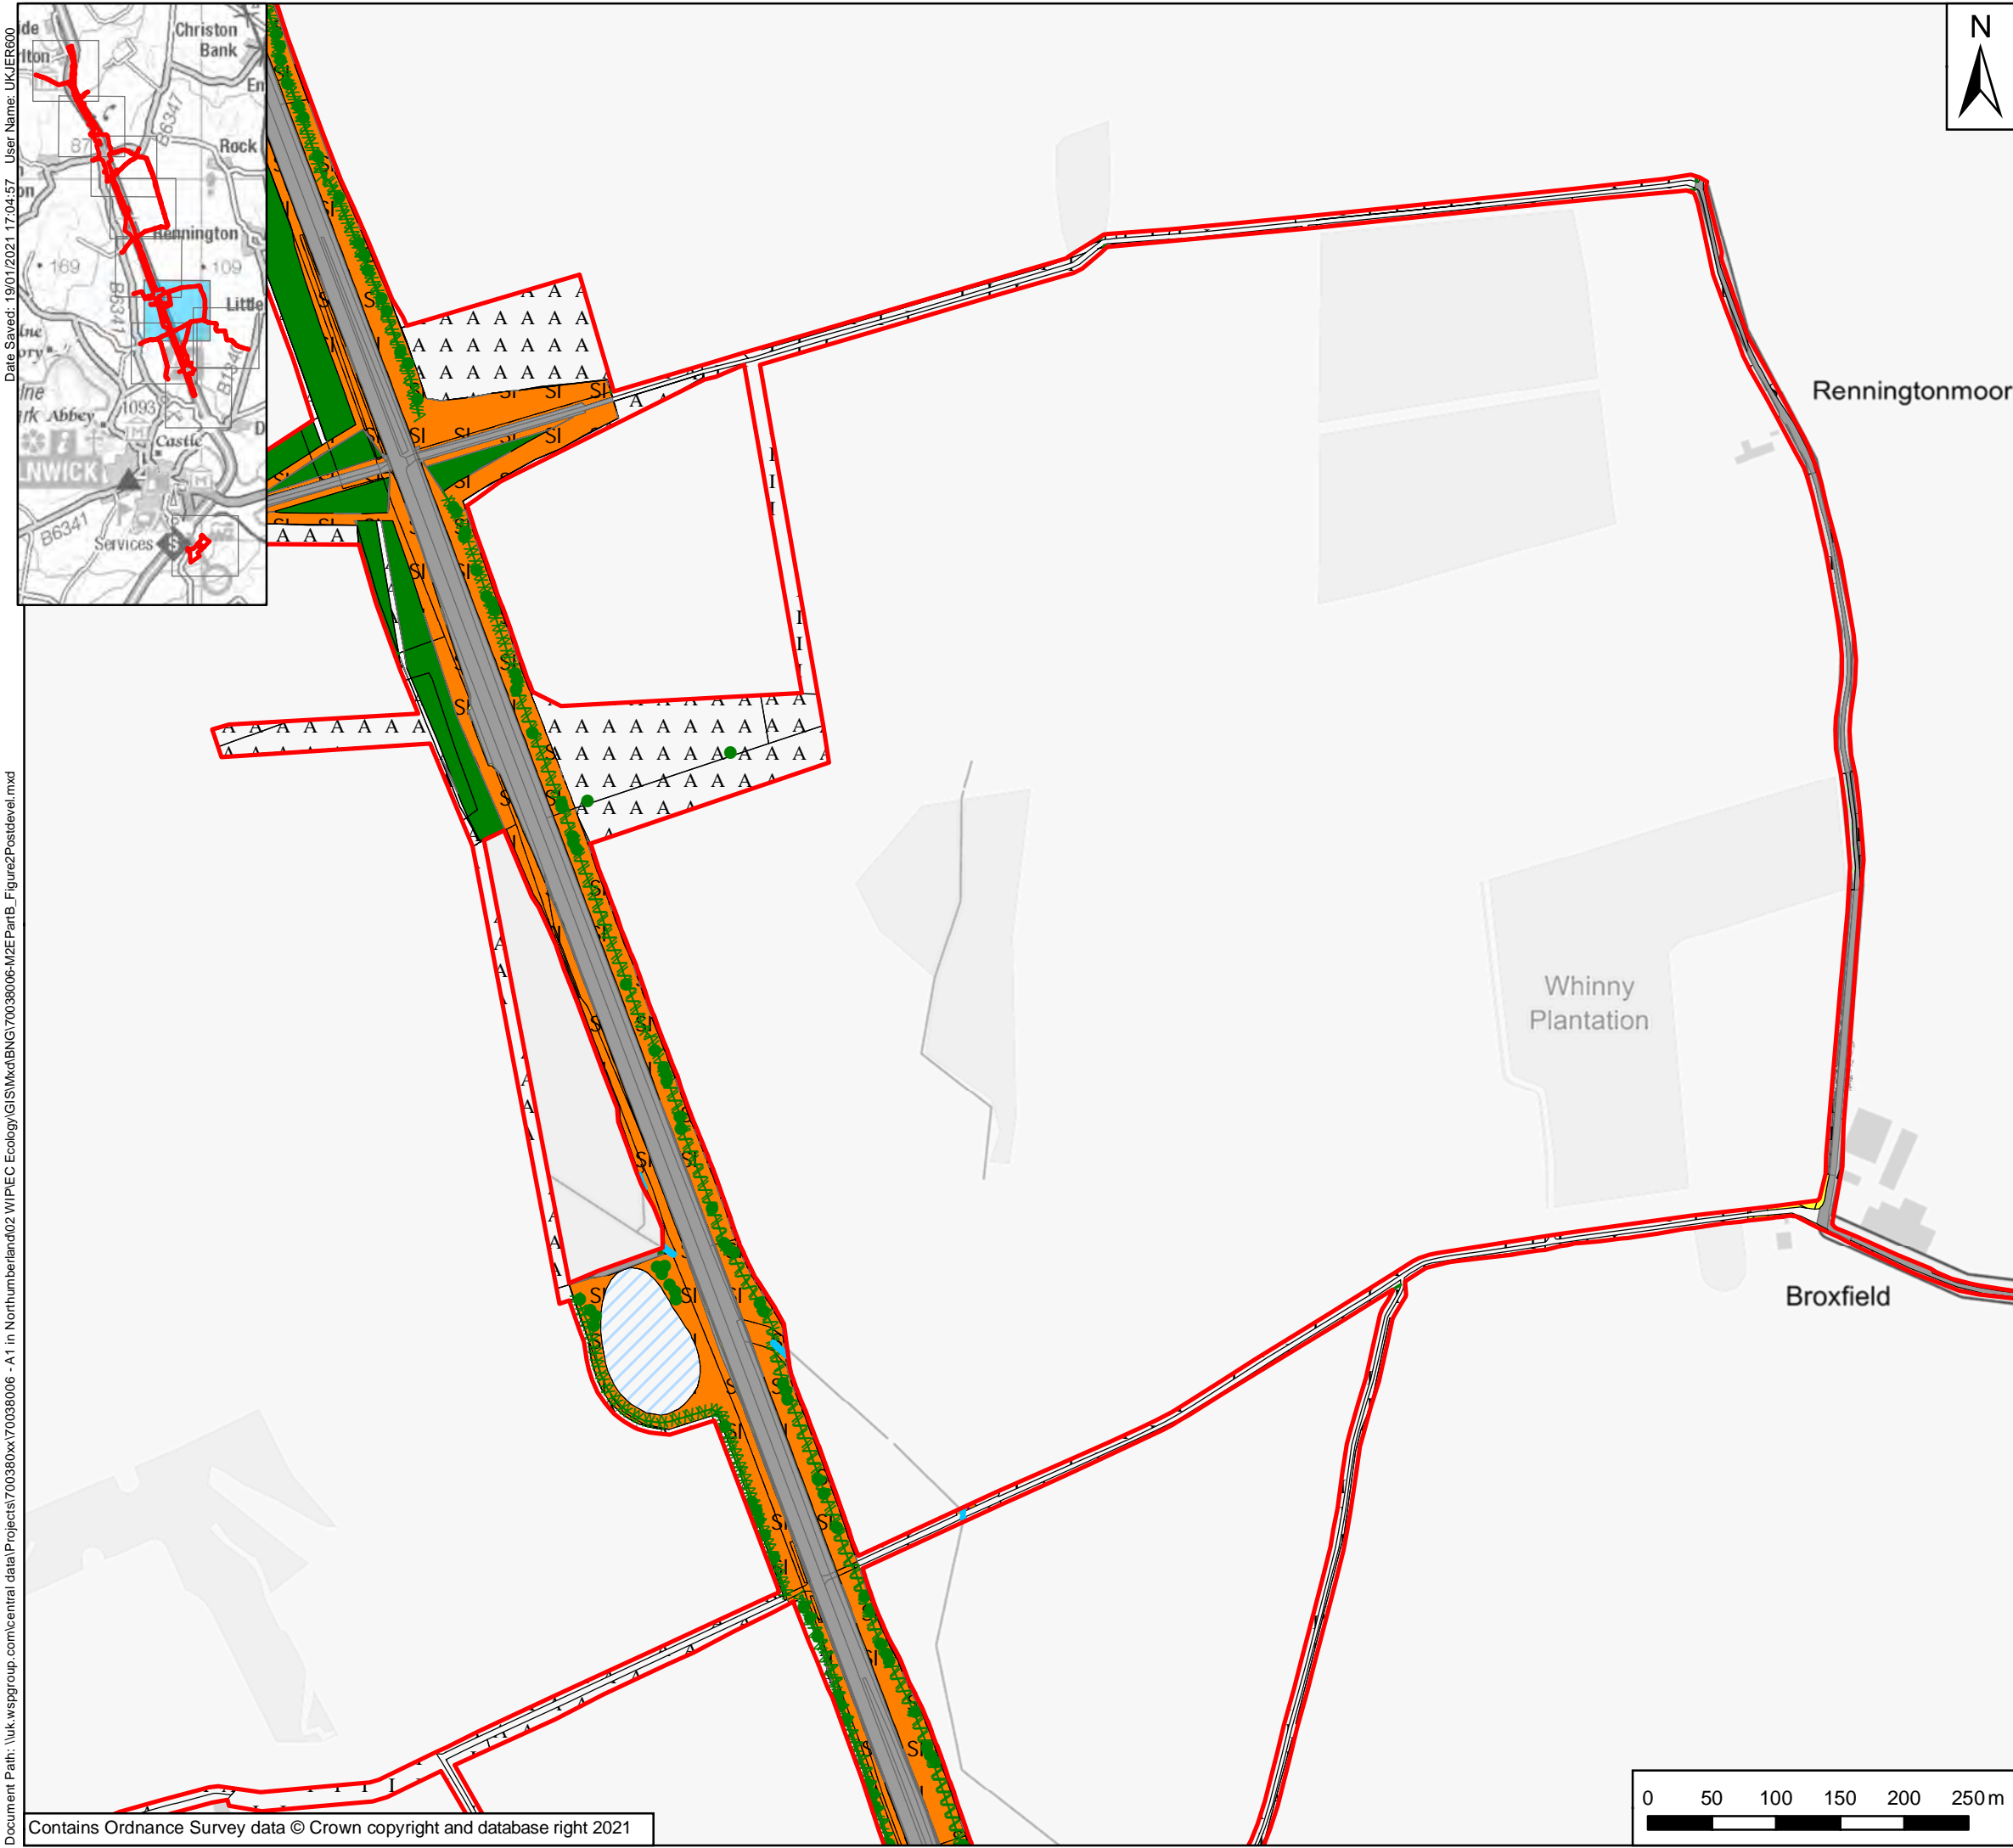 Date Saved: 19/01/2021 17:04:57 User Name: UKJER600
Document Path: \\uk.wspgroup.com\central data\Projects\700380xx\70038006 - A1 in Northumberland\02 WIP\EC Ecology\GIS\Mxd\BNG\70038006-M2EPartB_Figure2Postdevel.mxd
Christon
Bank
B6347
Rock
Rennington
169
109
B6341
Little
Abbey
1093
Castle
LNWICK
B6341
Services
N
Renningtonmoor
Whinny
Plantation
Broxfield
0 50 100 150 200 250 m
Contains Ordnance Survey data © Crown copyright and database right 2021